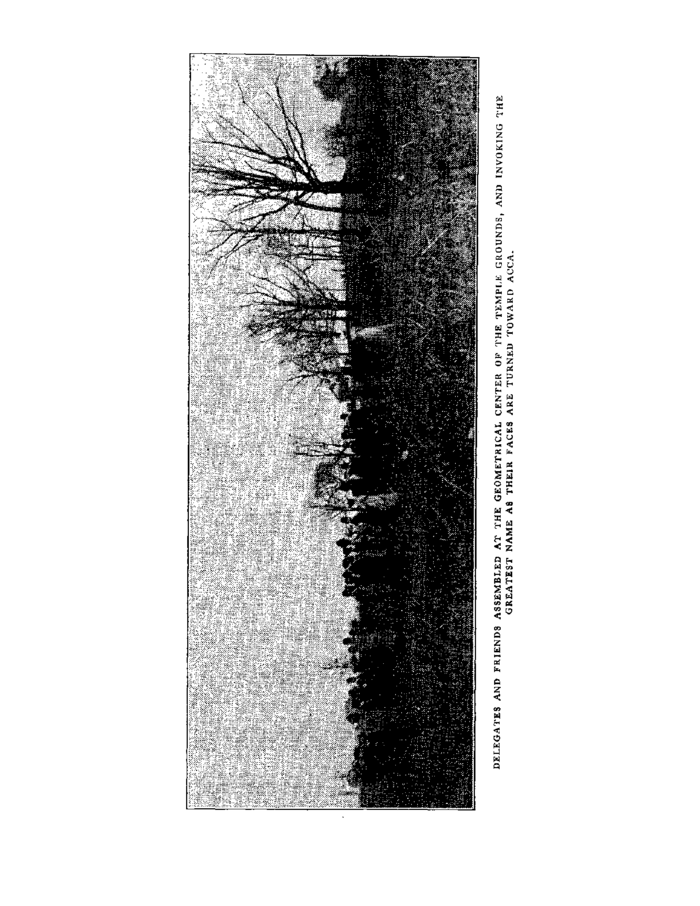 DELEGATES AND FRIENDS ASSEMBLED AT THE GEOMETRICAL CENTER OF THE TEMPLE GROUNDS, AND INVOKING THE
GREATEST NAME AS THEIR FACES ARE TURNED TOWARD ACCA.